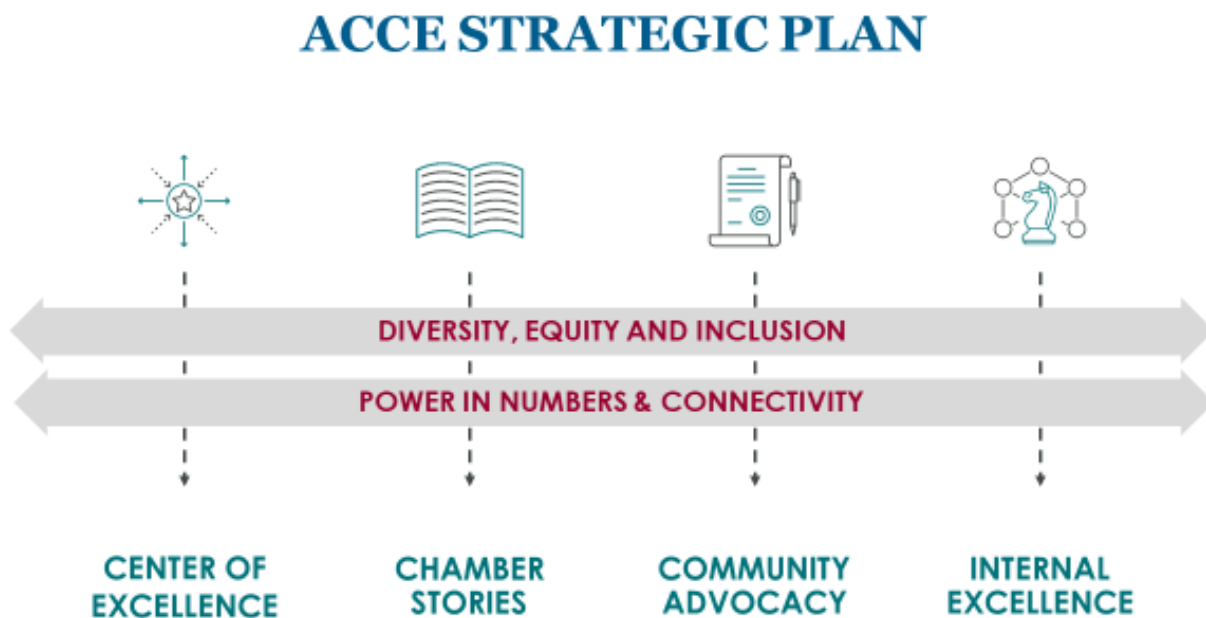 ACCE STRATEGIC PLAN
DIVERSITY, EQUITY AND INCLUSION
POWER IN NUMBERS & CONNECTIVITY
CENTER OF
EXCELLENCE
CHAMBER
STORIES
COMMUNITY
ADVOCACY
INTERNAL
EXCELLENCE